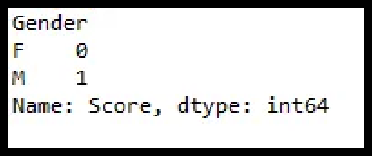 Gender
F    0
M    1
Name: Score, dtype: int64